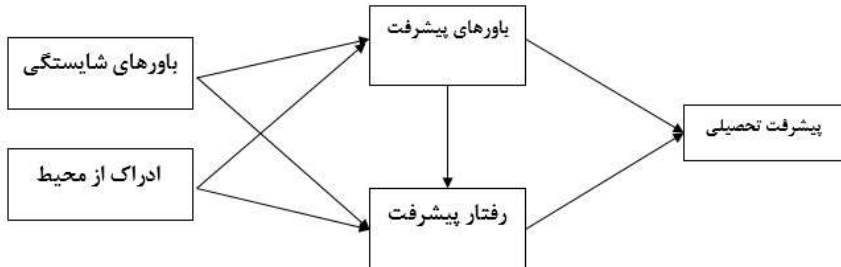 باورهای پیشرفت
باورهای شایستگی
پیشرفت تحصیلی
ادراک از محیط
رفتار پیشرفت